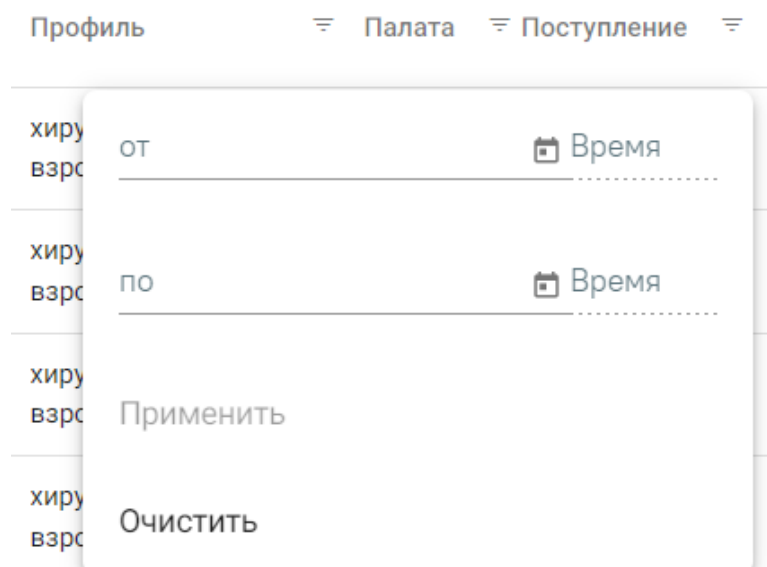 Профиль Палата Поступление
от Время
по Время
Применить
Очистить